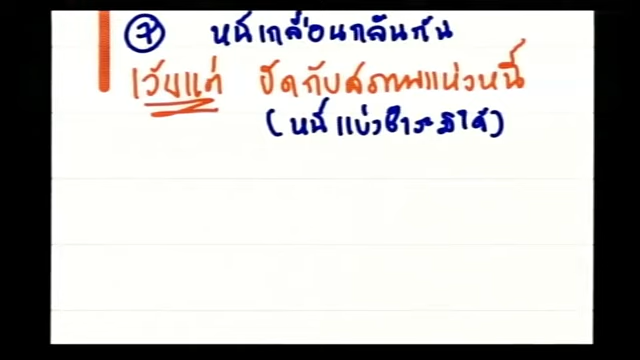 ⑦ หนี้เกลื่อนกลืนกัน
เว้นแต่ ขัดกับสภาพแห่งหนี้
(หนี้แบ่งชำระมิได้)